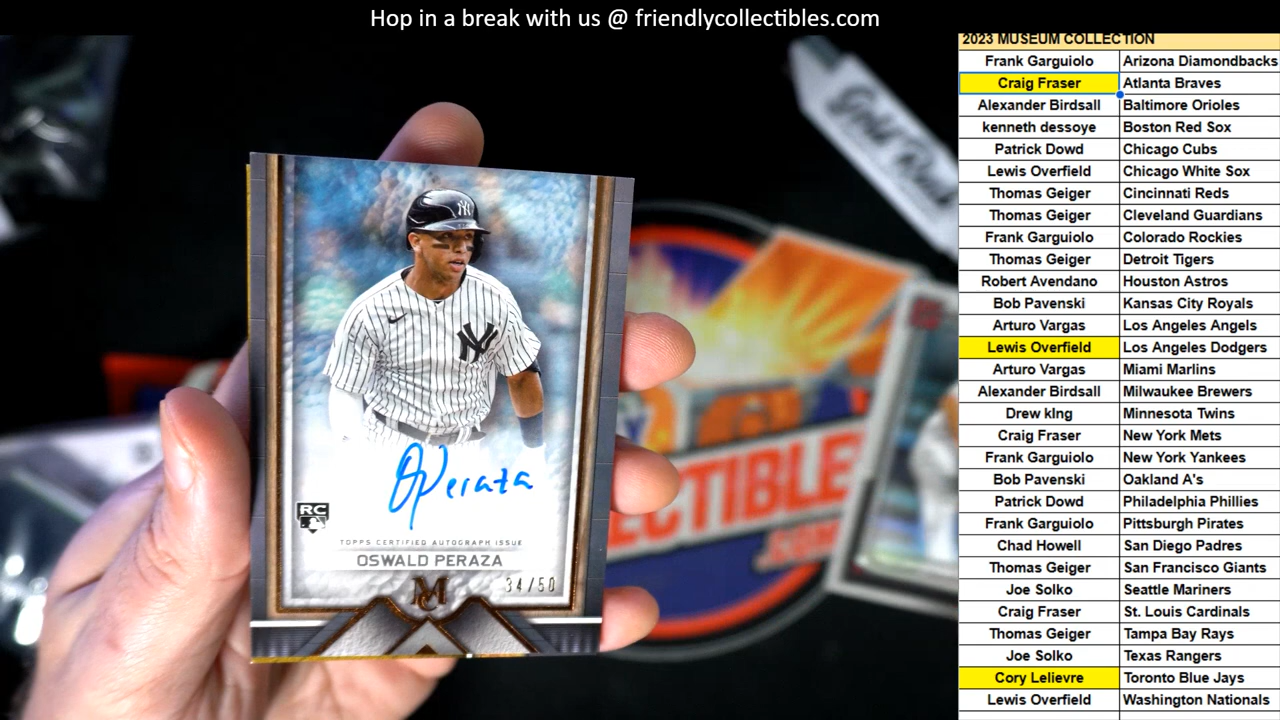 Hop in a break with us @ friendlycollectibles.com
2023 MUSEUM COLLECTION
Frank Garguiolo Arizona Diamondbacks
Craig Fraser Atlanta Braves
Alexander Birdsall Baltimore Orioles
kenneth dessoye Boston Red Sox
Patrick Dowd Chicago Cubs
Lewis Overfield Chicago White Sox
Thomas Geiger Cincinnati Reds
Thomas Geiger Cleveland Guardians
Frank Garguiolo Colorado Rockies
Thomas Geiger Detroit Tigers
Robert Avendano Houston Astros
Bob Pavenski Kansas City Royals
Arturo Vargas Los Angeles Angels
Lewis Overfield Los Angeles Dodgers
Arturo Vargas Miami Marlins
Alexander Birdsall Milwaukee Brewers
Drew kIng Minnesota Twins
Craig Fraser New York Mets
Frank Garguiolo New York Yankees
Bob Pavenski Oakland A's
Patrick Dowd Philadelphia Phillies
Frank Garguiolo Pittsburgh Pirates
Chad Howell San Diego Padres
Thomas Geiger San Francisco Giants
Joe Solko Seattle Mariners
Craig Fraser St. Louis Cardinals
Thomas Geiger Tampa Bay Rays
Joe Solko Texas Rangers
Cory Lelievre Toronto Blue Jays
Lewis Overfield Washington Nationals
NY
NY
OPeraza
RC
TOPPS CERTIFIED AUTOGRAPH ISSUE
OSWALD PERAZA
MC
34/50
ECTIBLE